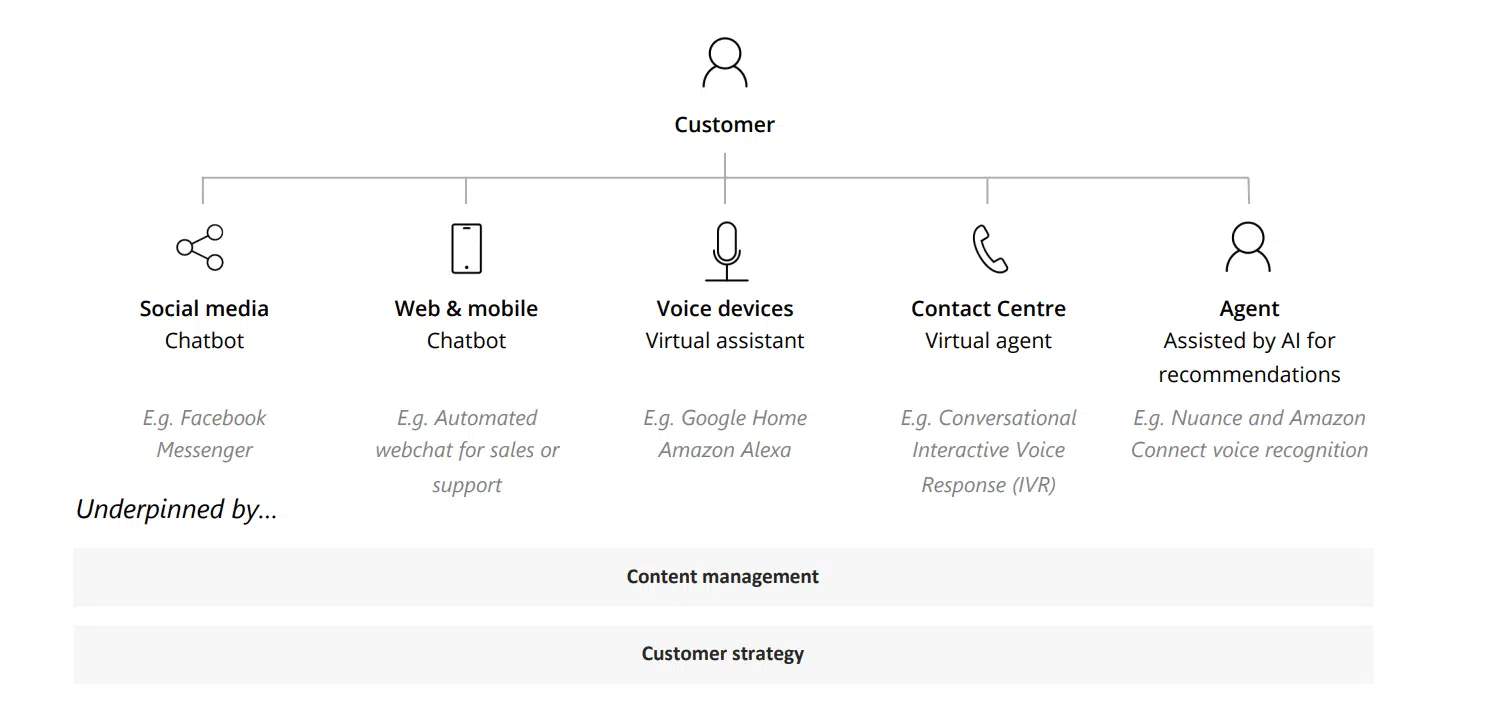 Customer
Social media
Chatbot
E.g. Facebook
Messenger
Web & mobile
Chatbot
E.g. Automated
webchat for sales or
support
Voice devices
Virtual assistant
E.g. Google Home
Amazon Alexa
Contact Centre
Virtual agent
E.g. Conversational
Interactive Voice
Response (IVR)
Agent
Assisted by AI for
recommendations
E.g. Nuance and Amazon
Connect voice recognition
Underpinned by...
Content management
Customer strategy